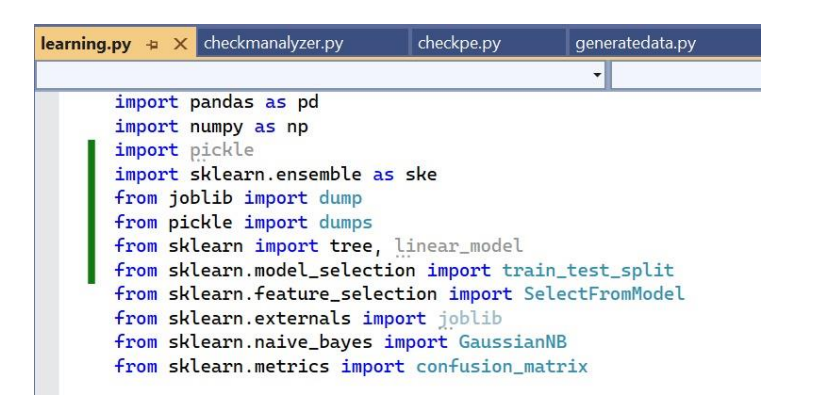 learning.py checkmanalyzer.py checkpe.py generatedata.py
import pandas as pd
import numpy as np
import pickle
import sklearn.ensemble as ske
from joblib import dump
from pickle import dumps
from sklearn import tree, linear_model
from sklearn.model_selection import train_test_split
from sklearn.feature_selection import SelectFromModel
from sklearn.externals import joblib
from sklearn.naive_bayes import GaussianNB
from sklearn.metrics import confusion_matrix